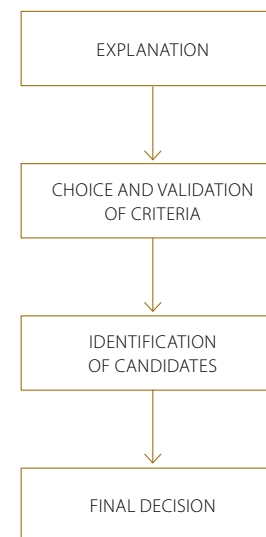 EXPLANATION
CHOICE AND VALIDATION
OF CRITERIA
IDENTIFICATION
OF CANDIDATES
FINAL DECISION